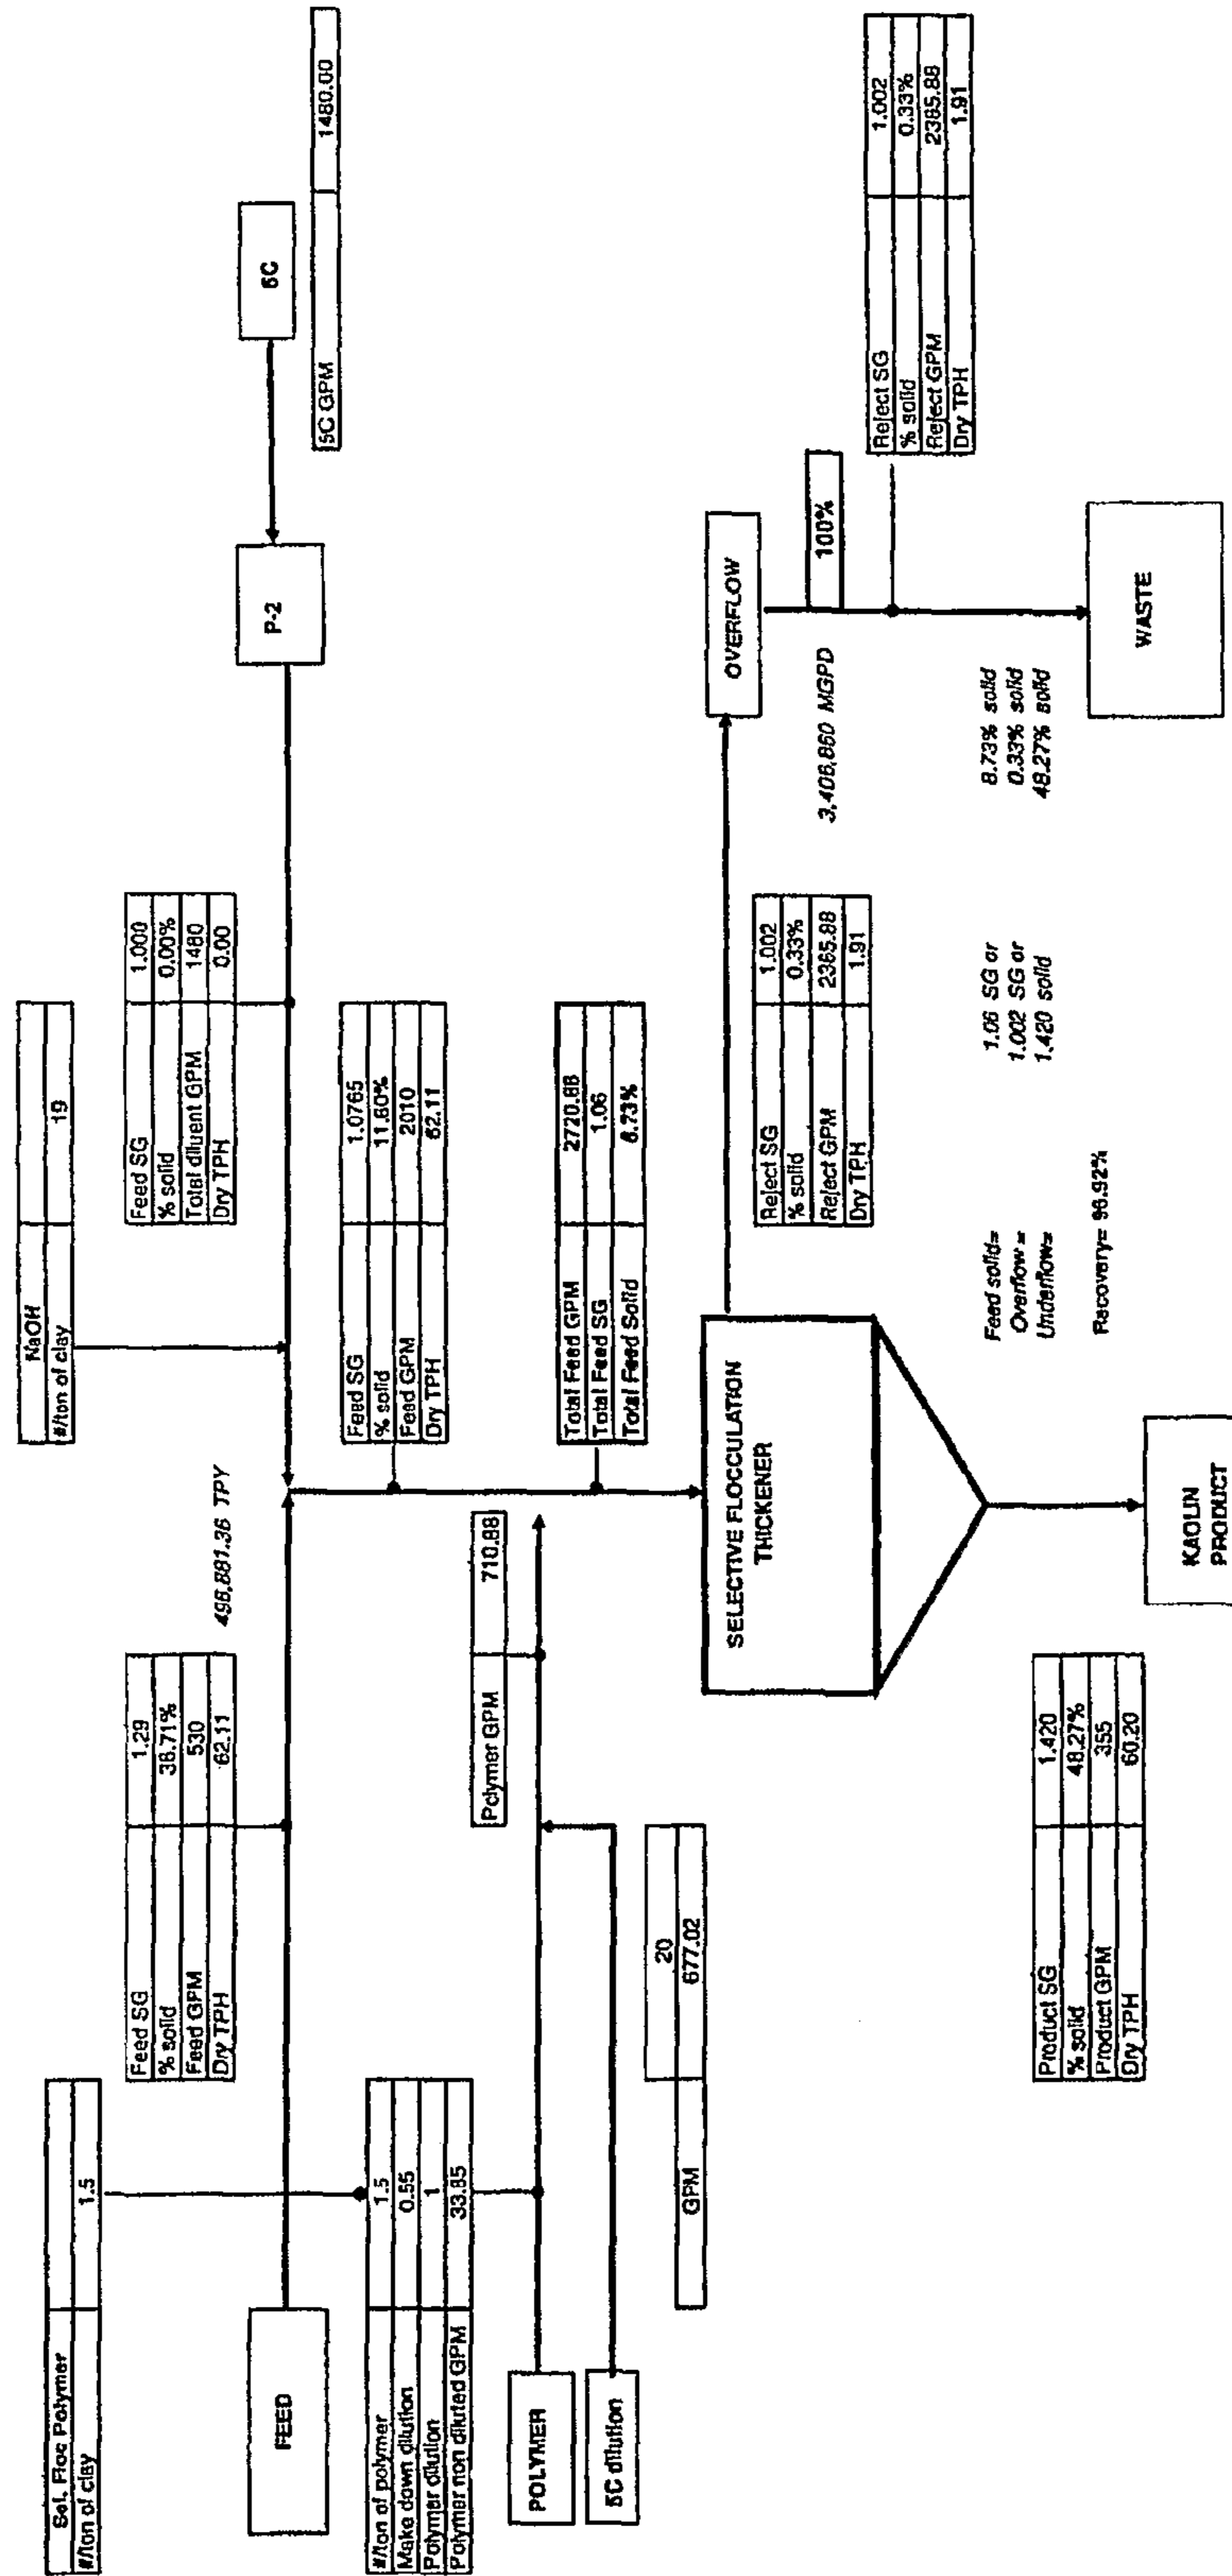 Sel. Floc Polymer
#/ton of clay 1.5
NaOH
#/ton of clay 19
FEED
Feed SG 1.29
% solid 38.71%
Feed GPM 530
Dry TPH 62.11
498,881.36 TPY
Feed SG 1.000
% solid 0.00%
Total diluent GPM 1480
Dry TPH 0.00
P-2
5C
5C GPM 1480.00
#/ton of polymer 1.5
Make down dilution 0.55
Polymer dilution 1
Polymer non diluted GPM 33.85
Feed SG 1.0765
% solid 11.60%
Feed GPM 2010
Dry TPH 62.11
POLYMER
Polymer GPM 710.88
5C dilution
20
GPM 677.02
Total Feed GPM 2720.88
Total Feed SG 1.06
Total Feed Solid 8.73%
SELECTIVE FLOCCULATION
THICKENER
Reject SG 1.002
% solid 0.33%
Reject GPM 2365.88
Dry TPH 1.91
OVERFLOW
3,406,860 MGPD
100%
Reject SG 1.002
% solid 0.33%
Reject GPM 2365.88
Dry TPH 1.91
Feed solid= 1.06 SG or 8.73% solid
Overflow= 1.002 SG or 0.33% solid
Underflow= 1.420 solid 48.27% solid
Recovery= 96.92%
Product SG 1.420
% solid 48.27%
Product GPM 355
Dry TPH 60.20
KAOLIN
PRODUCT
WASTE